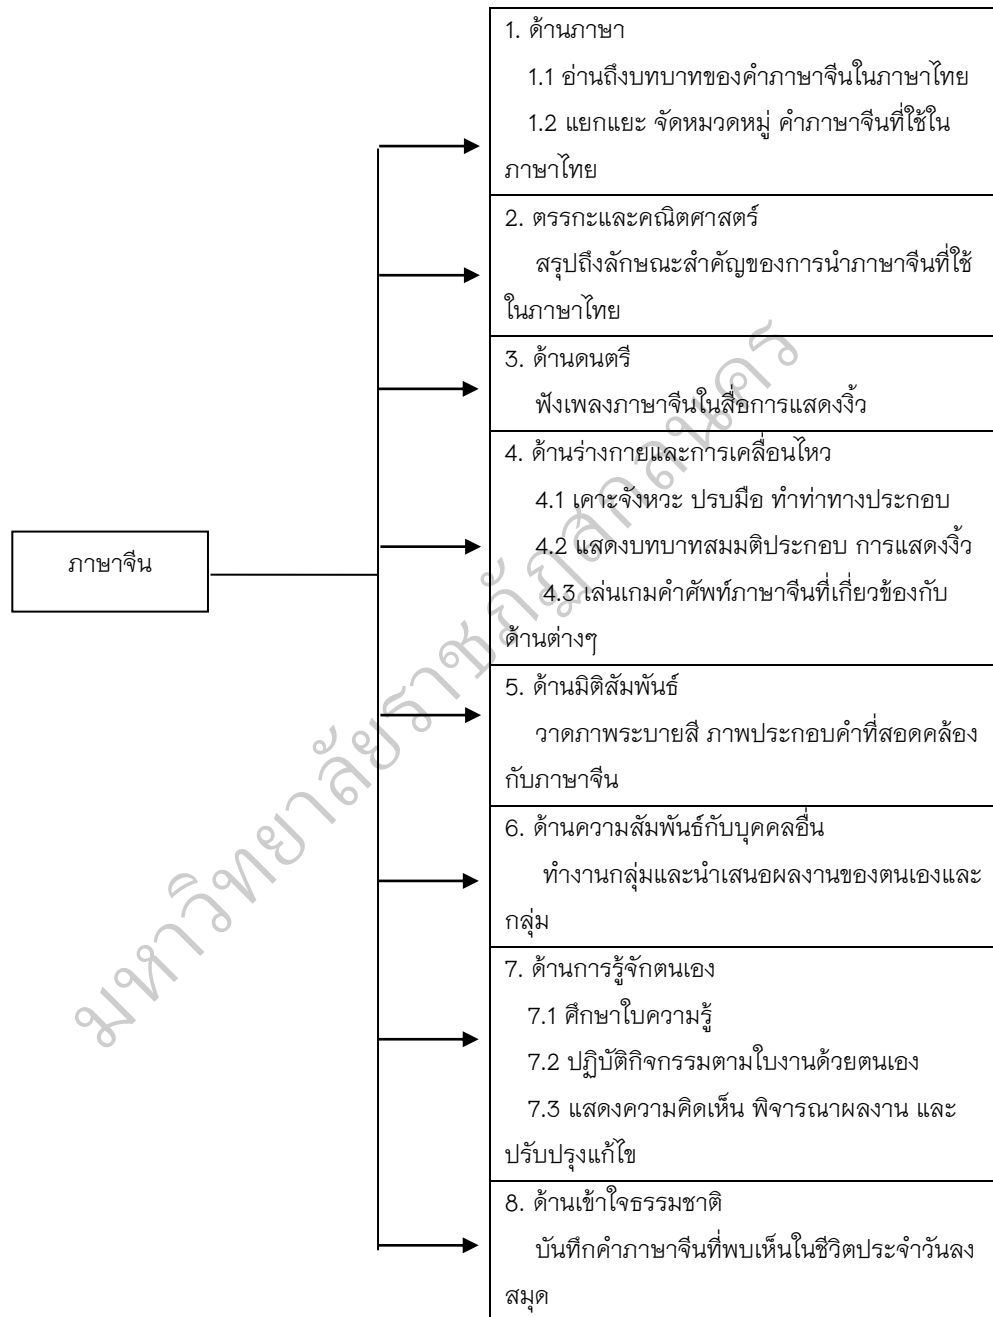 1. ด้านภาษา
1.1 อ่านถึงบทบาทของคำภาษาจีนในภาษาไทย
1.2 แยกแยะ จัดหมวดหมู่ คำภาษาจีนที่ใช้ใน
ภาษาไทย
2. ตรรกะและคณิตศาสตร์
สรุปถึงลักษณะสำคัญของการนำภาษาจีนที่ใช้
ในภาษาไทย
3. ด้านดนตรี
ฟังเพลงภาษาจีนในสื่อการแสดงงิ้ว
4. ด้านร่างกายและการเคลื่อนไหว
4.1 เคาะจังหวะ ปรบมือ ทำท่าทางประกอบ
4.2 แสดงบทบาทสมมติประกอบ การแสดงงิ้ว
4.3 เล่นเกมคำศัพท์ภาษาจีนที่เกี่ยวข้องกับ
ด้านต่างๆ
ภาษาจีน
5. ด้านมิติสัมพันธ์
วาดภาพระบายสี ภาพประกอบคำที่สอดคล้อง
กับภาษาจีน
6. ด้านความสัมพันธ์กับบุคคลอื่น
ทำงานกลุ่มและนำเสนอผลงานของตนเองและ
กลุ่ม
7. ด้านการรู้จักตนเอง
7.1 ศึกษาใบความรู้
7.2 ปฏิบัติกิจกรรมตามใบงานด้วยตนเอง
7.3 แสดงความคิดเห็น พิจารณาผลงาน และ
ปรับปรุงแก้ไข
8. ด้านเข้าใจธรรมชาติ
บันทึกคำภาษาจีนที่พบเห็นในชีวิตประจำวันลง
สมุด
มหาวิทยาลัยราชภัฏสกลนคร